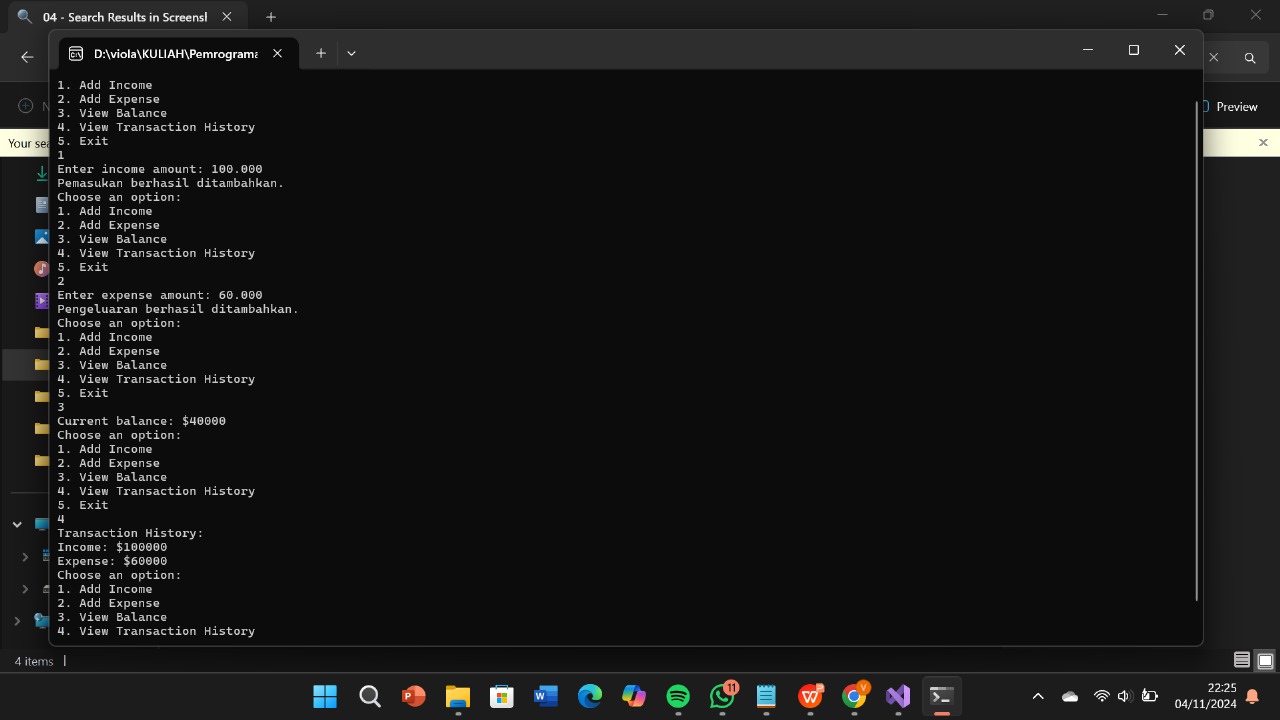 04 - Search Results in Screensl
D:\viola\KULIAH\Pemrograma
Preview
Your sea
1. Add Income
2. Add Expense
3. View Balance
4. View Transaction History
5. Exit
1
Enter income amount: 100.000
Pemasukan berhasil ditambahkan.
Choose an option:
1. Add Income
2. Add Expense
3. View Balance
4. View Transaction History
5. Exit
2
Enter expense amount: 60.000
Pengeluaran berhasil ditambahkan.
Choose an option:
1. Add Income
2. Add Expense
3. View Balance
4. View Transaction History
5. Exit
3
Current balance: $40000
Choose an option:
1. Add Income
2. Add Expense
3. View Balance
4. View Transaction History
5. Exit
4
Transaction History:
Income: $100000
Expense: $60000
Choose an option:
1. Add Income
2. Add Expense
3. View Balance
4. View Transaction History
4 items
11
22:25
04/11/2024